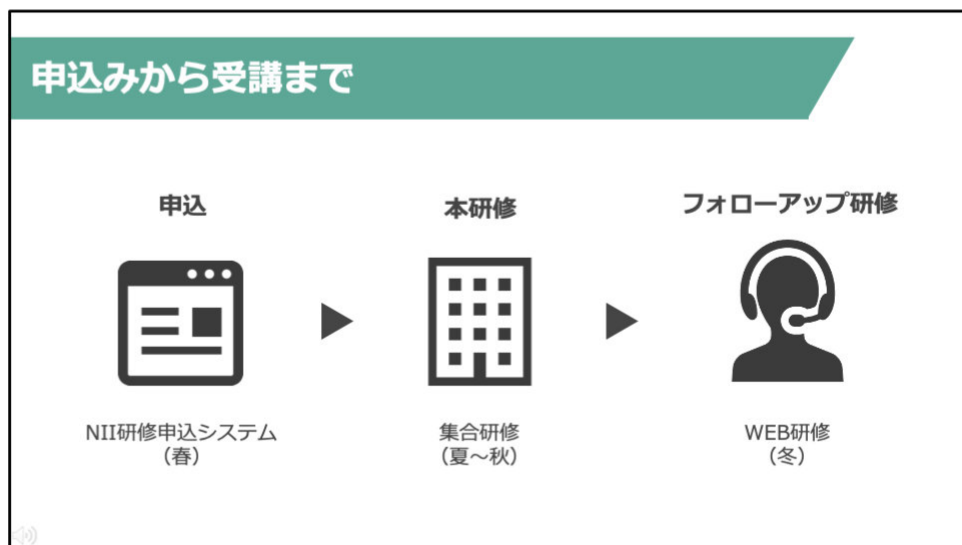 申込みから受講まで
申込
本研修
フォローアップ研修
NII研修申込システム
（春）
集合研修
（夏～秋）
WEB研修
（冬）